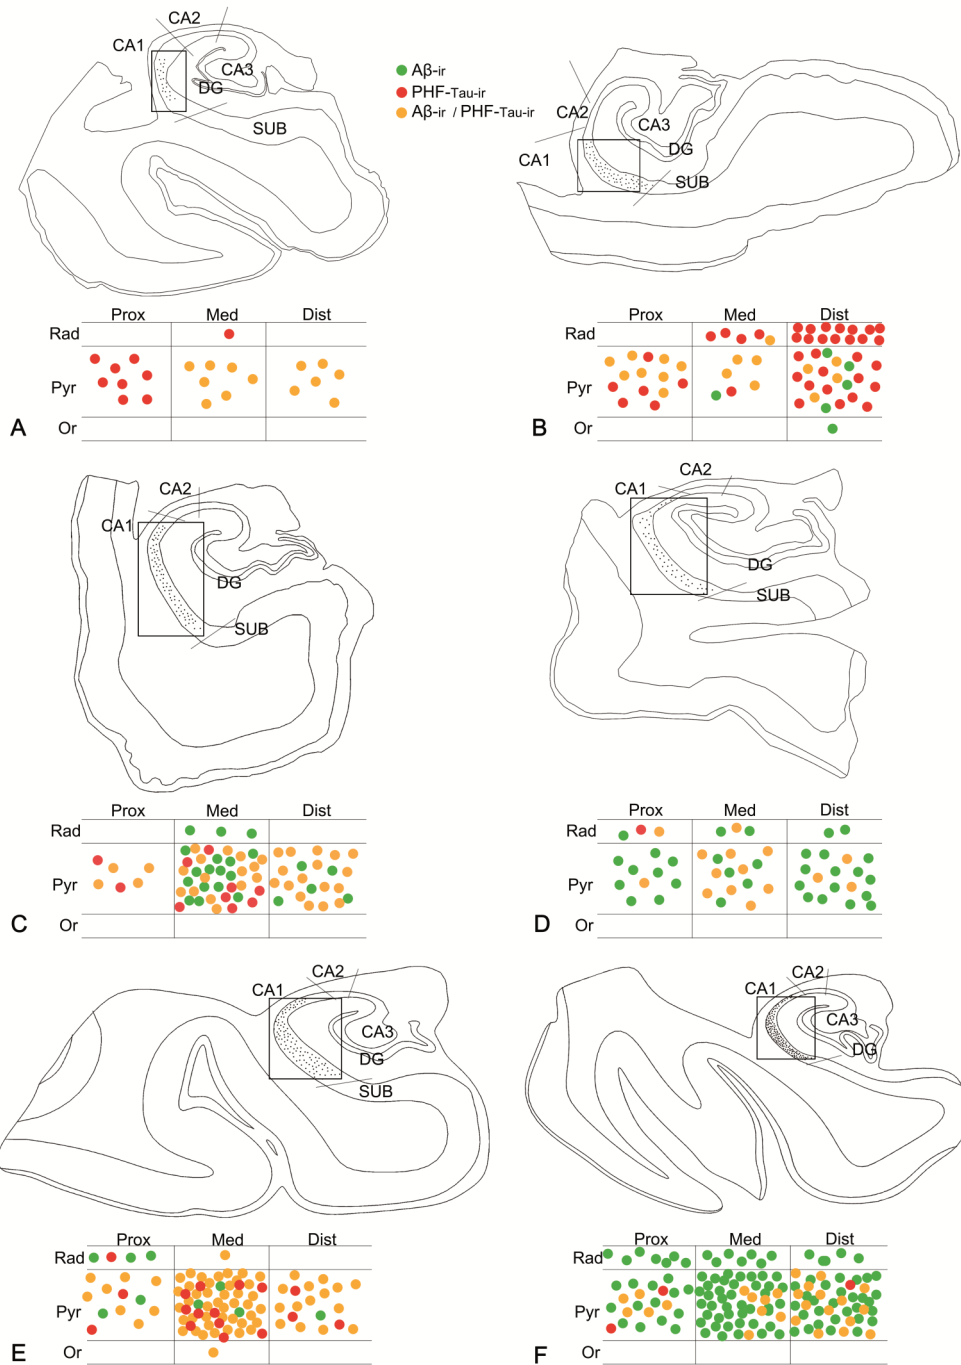 CA2
CA1
CA3
DG
SUB
Aβ-ir
PHF-Tau-ir
Aβ-ir / PHF-Tau-ir
CA2
CA3
DG
CA1
SUB
Prox Med Dist
Rad
Pyr
Or
A
Prox Med Dist
Rad
Pyr
Or
B
CA2
CA1
DG
SUB
CA2
CA1
DG
SUB
Prox Med Dist
Rad
Pyr
Or
C
Prox Med Dist
Rad
Pyr
Or
D
CA2
CA1
CA3
DG
SUB
CA2
CA1
CA3
DG
Prox Med Dist
Rad
Pyr
Or
E
Prox Med Dist
Rad
Pyr
Or
F